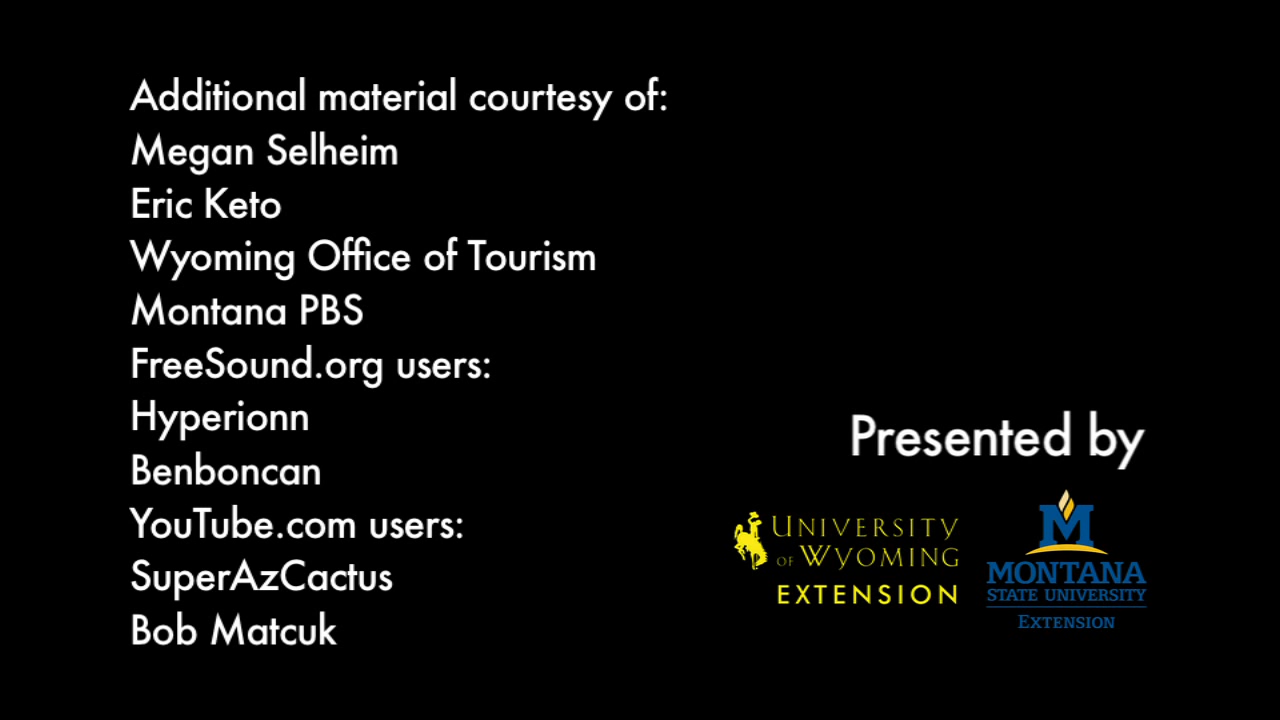 Additional material courtesy of:
Megan Selheim
Eric Keto
Wyoming Office of Tourism
Montana PBS
FreeSound.org users:
Hyperionn
Benboncan
YouTube.com users:
SuperAzCactus
Bob Matcuk
Presented by
UNIVERSITY
OF WYOMING
EXTENSION
M
MONTANA
STATE UNIVERSITY
EXTENSION